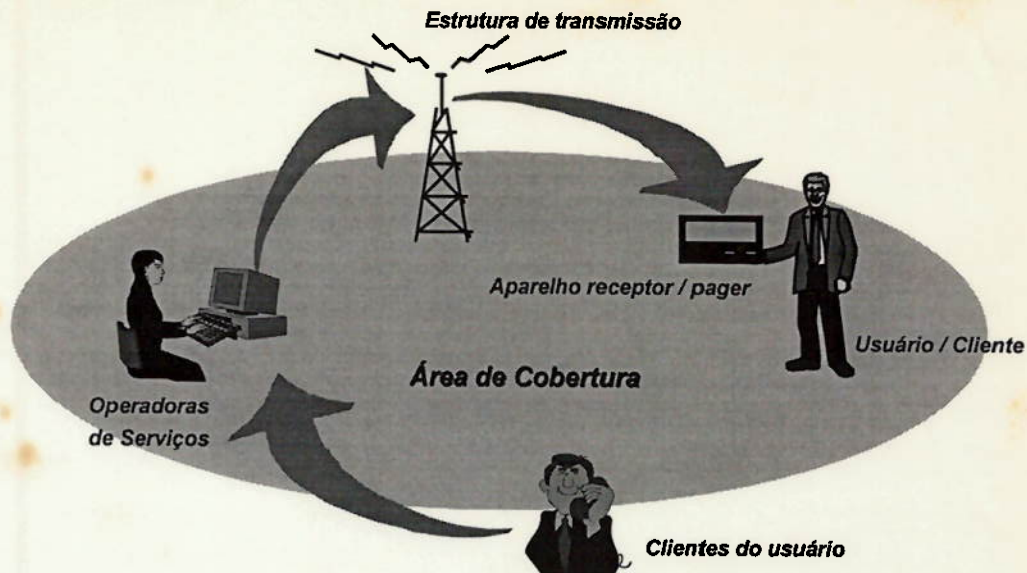 Estrutura de transmissão
Aparelho receptor / pager
Usuário / Cliente
Área de Cobertura
Operadoras
de Serviços
Clientes do usuário